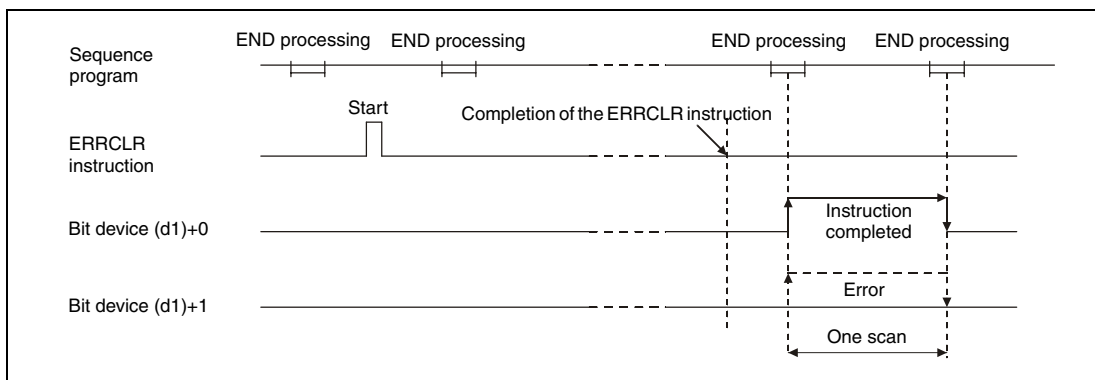 END processing
END processing
END processing
END processing
Sequence
program
Start
Completion of the ERRCLR instruction
ERRCLR
instruction
Bit device (d1)+0
Instruction
completed
Bit device (d1)+1
Error
One scan